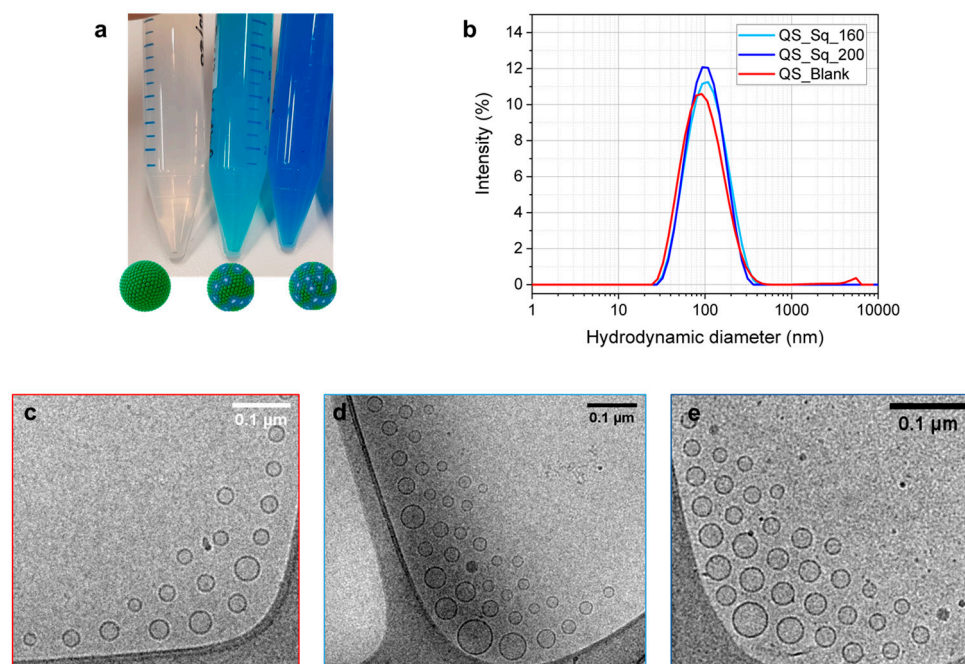 a
b
QS_Sq_160
QS_Sq_200
QS_Blank
Intensity (%)
14
12
10
8
6
4
2
0
1
10
100
1000
10000
Hydrodynamic diameter (nm)
c
0.1 µm
d
0.1 µm
e
0.1 µm